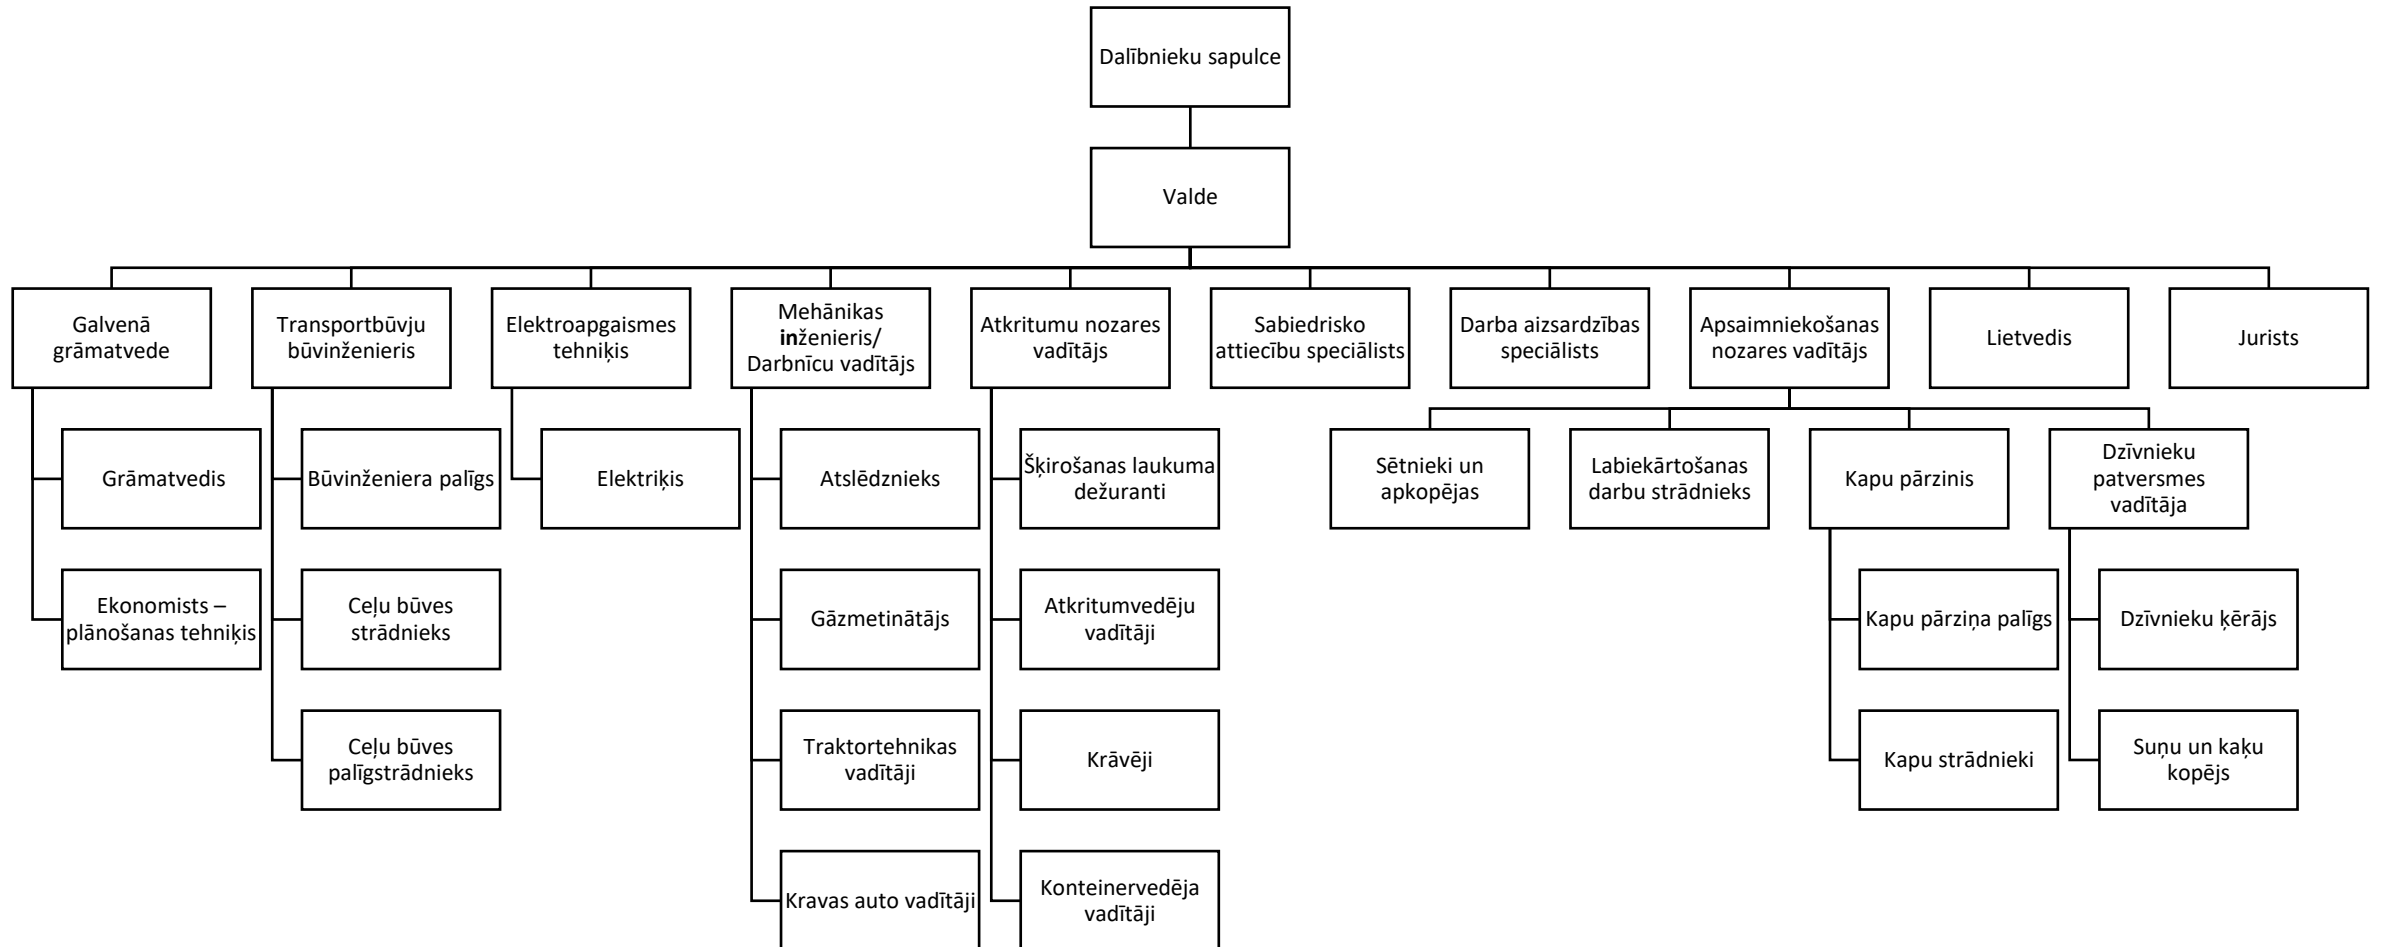 Dalībnieku sapulce
Valde
Galvenā
grāmatvede
Transportbūvju
būvinženieris
Elektroapgaismes
tehniķis
Mehānikas
inženieris/
Darbnīcu vadītājs
Atkritumu nozares
vadītājs
Sabiedrisko
attiecību speciālists
Darba aizsardzības
speciālists
Apsaimniekošanas
nozares vadītājs
Lietvedis
Jurists
Grāmatvedis
Būvinženiera palīgs
Elektriķis
Atslēdznieks
Šķirošanas laukuma
dežuranti
Sētnieki un
apkopējas
Labiekārtošanas
darbu strādnieks
Kapu pārzinis
Dzīvnieku
patversmes
vadītāja
Ekonomists –
plānošanas tehniķis
Ceļu būves
strādnieks
Gāzmetinātājs
Atkritumvedēju
vadītāji
Kapu pārziņa palīgs
Dzīvnieku ķērājs
Ceļu būves
palīgstrādnieks
Traktortehnikas
vadītāji
Krāvēji
Kapu strādnieki
Suņu un kaķu
kopējs
Kravas auto vadītāji
Konteinervedēja
vadītāji